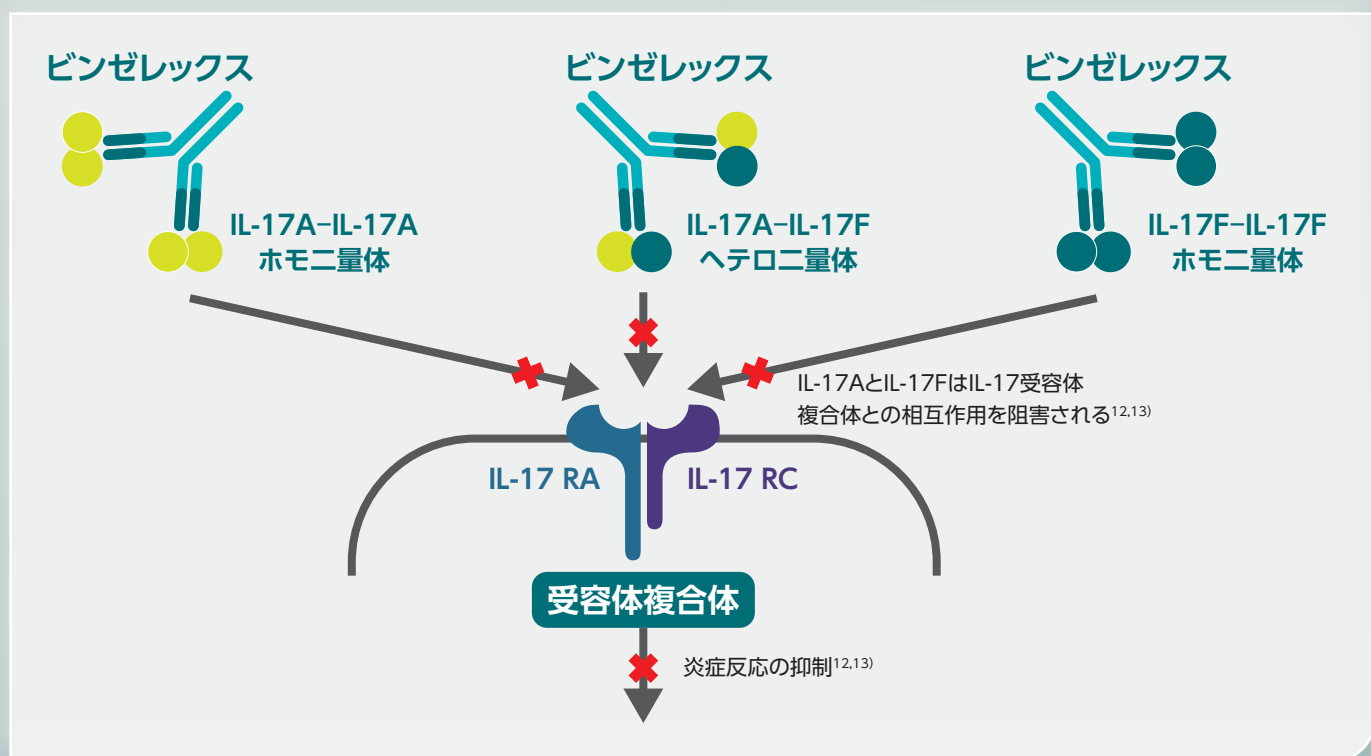 ビンゼレックス
ビンゼレックス
ビンゼレックス
IL-17A–IL-17A
ホモ二量体
IL-17A–IL-17F
ヘテロ二量体
IL-17F–IL-17F
ホモ二量体
IL-17AとIL-17FはIL-17受容体
複合体との相互作用を阻害される12,13)
IL-17 RA
IL-17 RC
受容体複合体
炎症反応の抑制12,13)